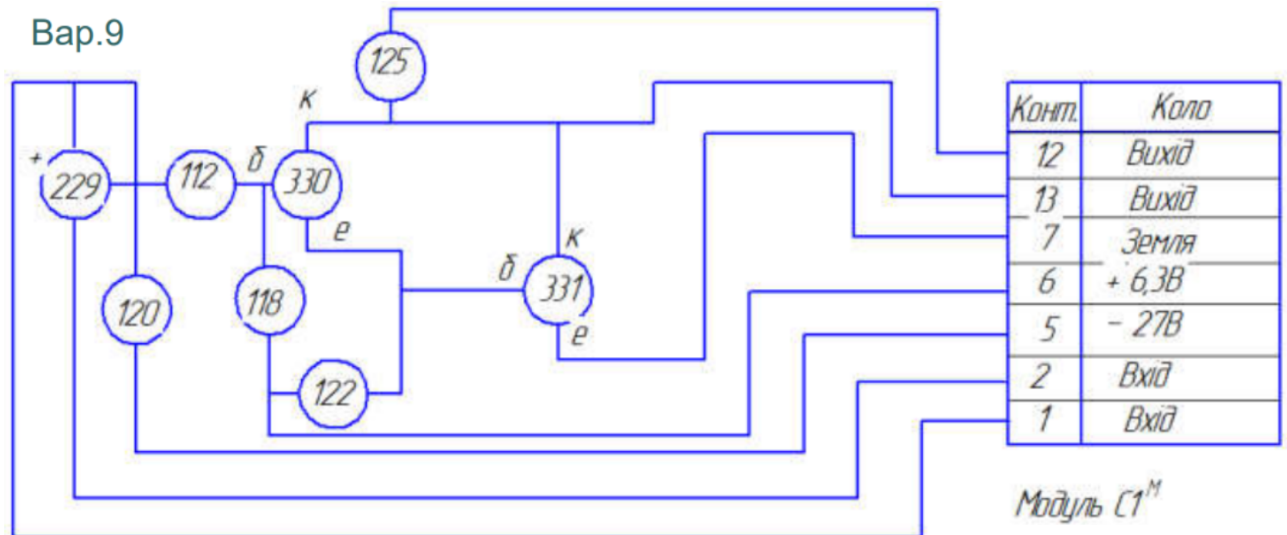 Вар.9
125
к
+
229
112
б
330
е
120
118
122
к
б
331
е
Конт. Коло
12 Вихід
13 Вихід
7 Земля
6 + 6,3В
5 - 27В
2 Вхід
1 Вхід
Модуль С1ᴹ